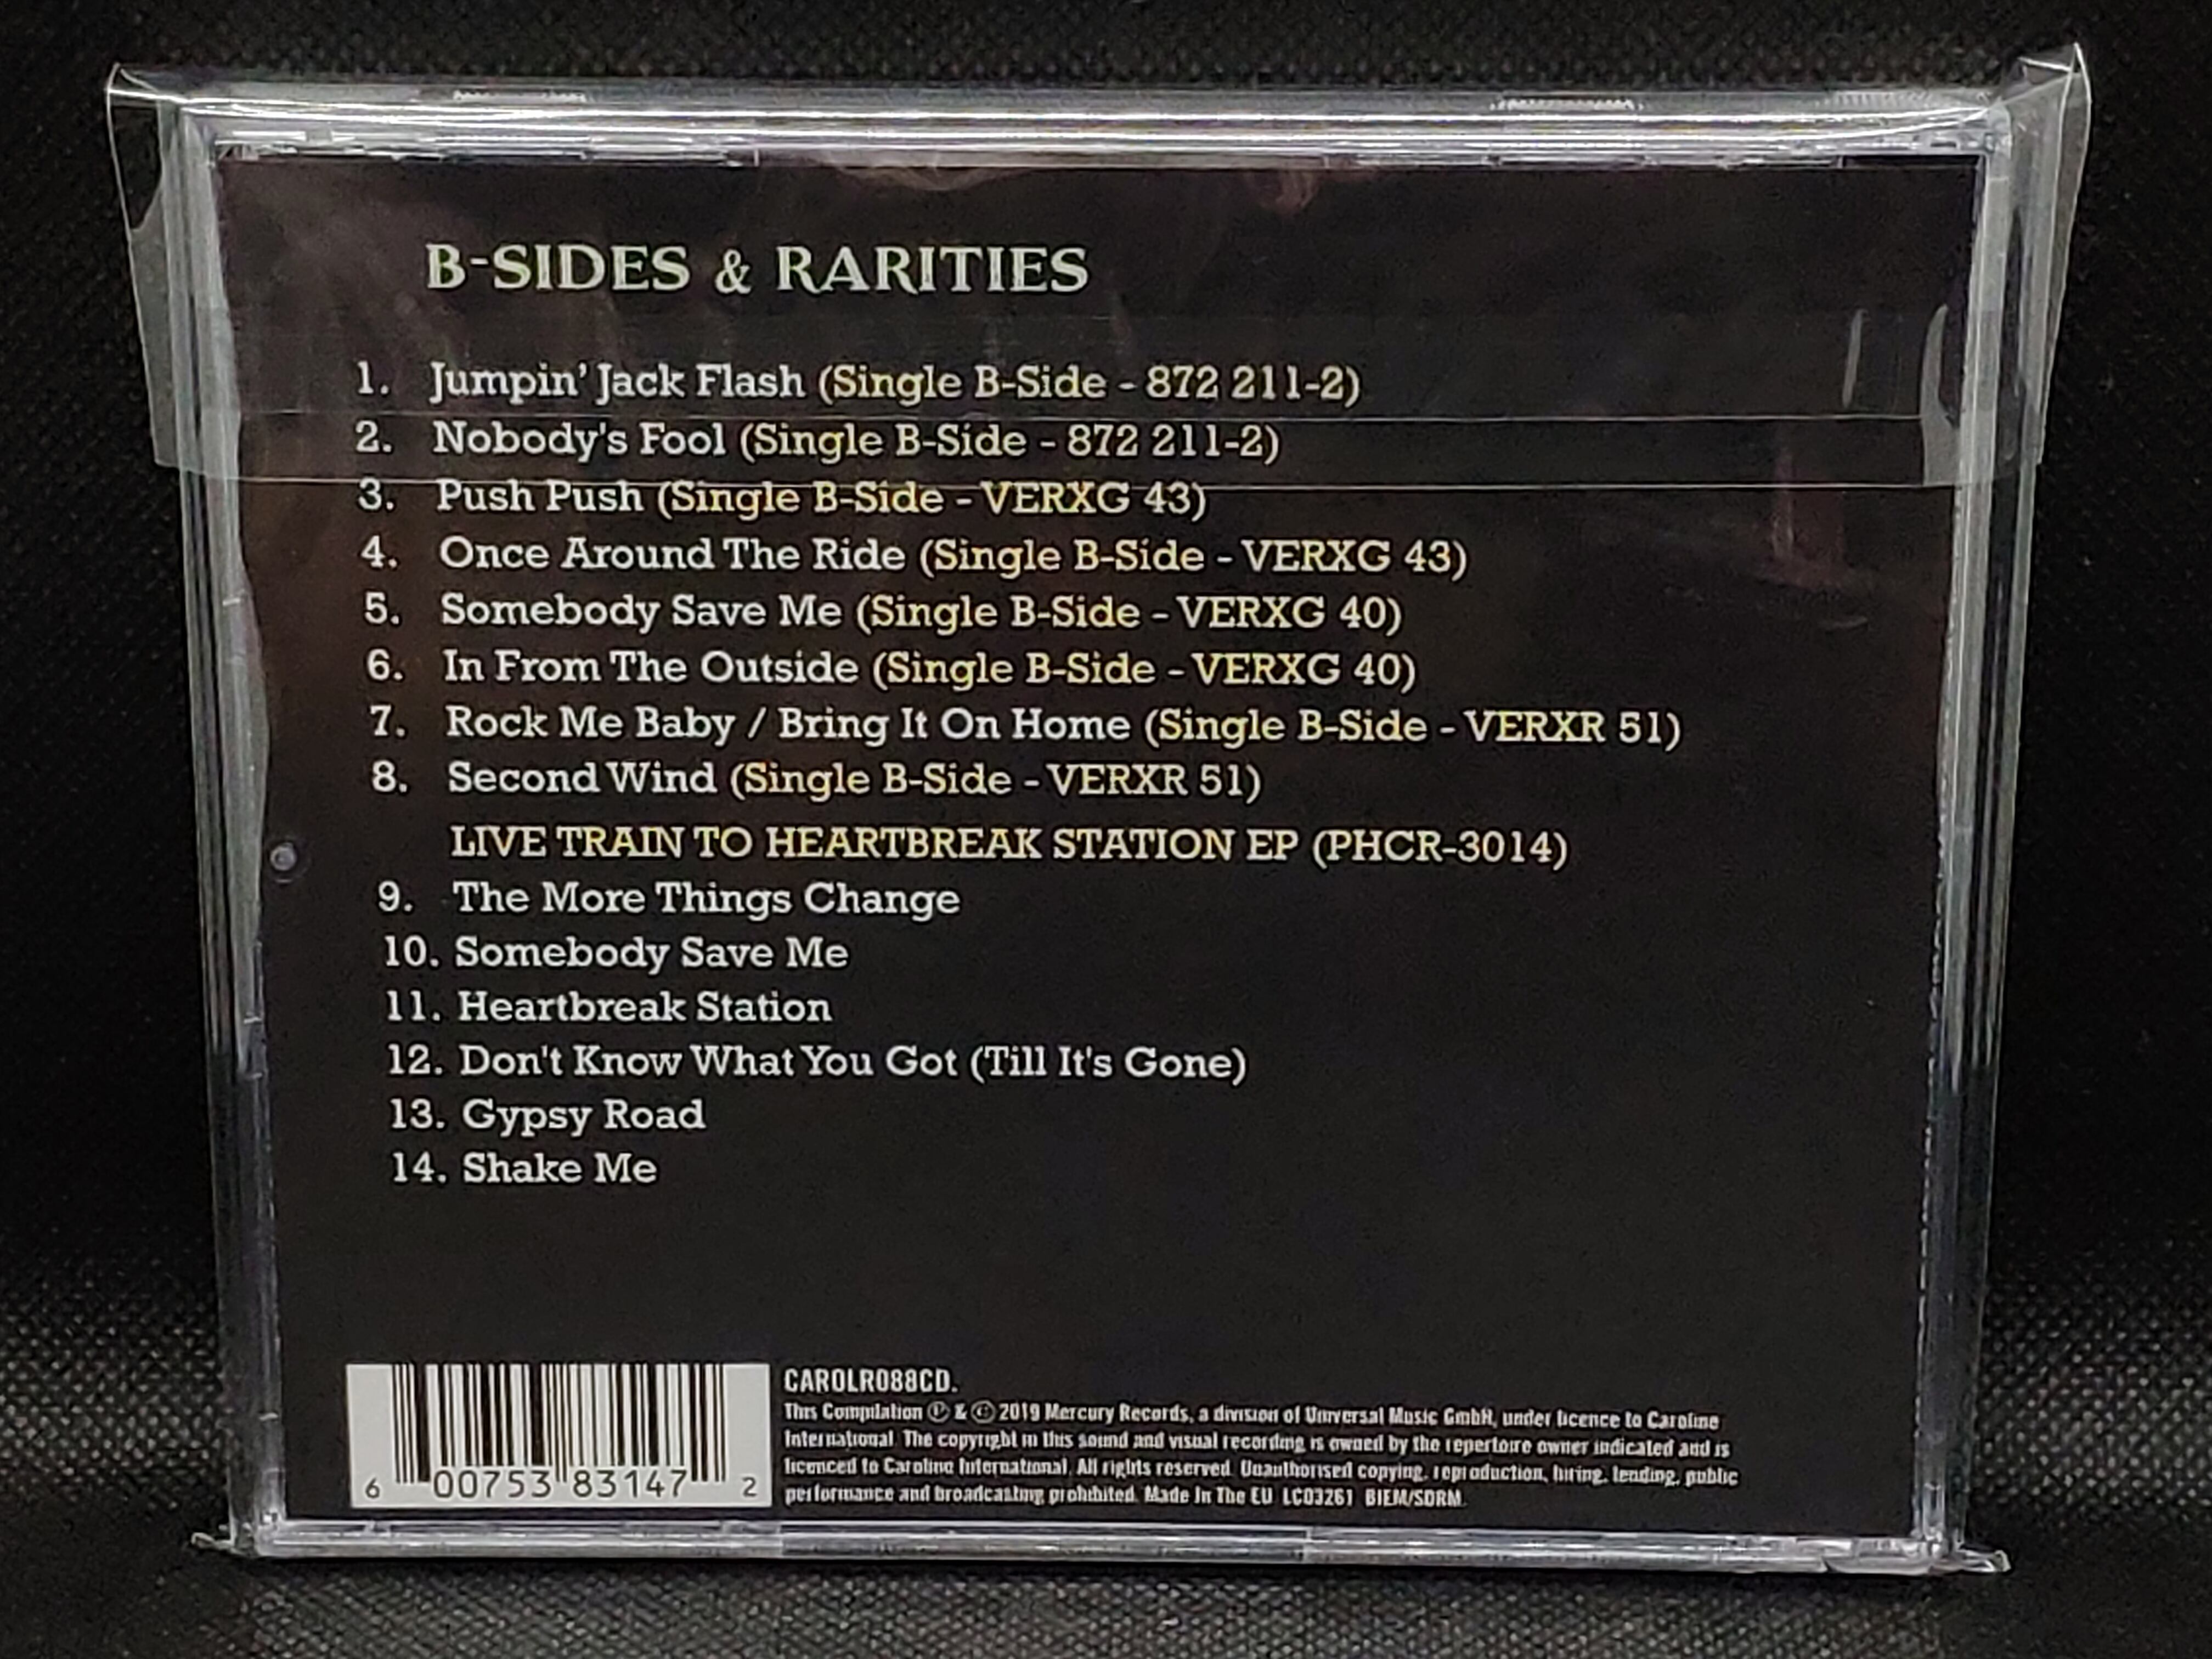 B-SIDES & RARITIES
1. Jumpin' Jack Flash (Single B-Side - 872 211-2)
2. Nobody's Fool (Single B-Side - 872 211-2)
3. Push Push (Single B-Side - VERXG 43)
4. Once Around The Ride (Single B-Side - VERXG 43)
5. Somebody Save Me (Single B-Side - VERXG 40)
6. In From The Outside (Single B-Side - VERXG 40)
7. Rock Me Baby / Bring It On Home (Single B-Side - VERXR 51)
8. Second Wind (Single B-Side - VERXR 51)
LIVE TRAIN TO HEARTBREAK STATION EP (PHCR-3014)
9. The More Things Change
10. Somebody Save Me
11. Heartbreak Station
12. Don't Know What You Got (Till It's Gone)
13. Gypsy Road
14. Shake Me
CAROLR088CD.
This Compilation Ⓟ & © 2019 Mercury Records, a division of Universal Music GmbH, under licence to Caroline
International. The copyright in this sound and visual recording is owned by the repertoire owner indicated and is
licenced to Caroline International. All rights reserved. Unauthorised copying, reproduction, hiring, lending, public
performance and broadcasting prohibited. Made In The EU LC03261 BIEM/SDRM.
6 00753 83147 2